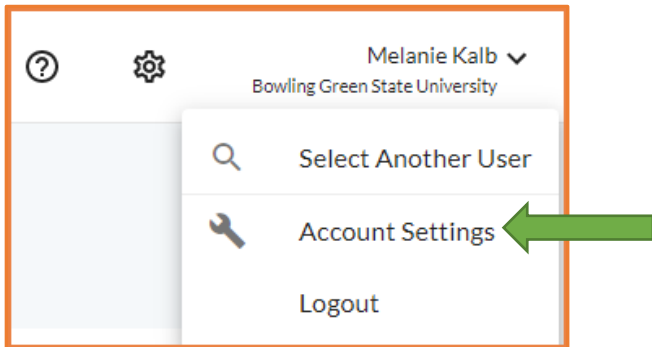 Melanie Kalb
Bowling Green State University
Select Another User
Account Settings
Logout